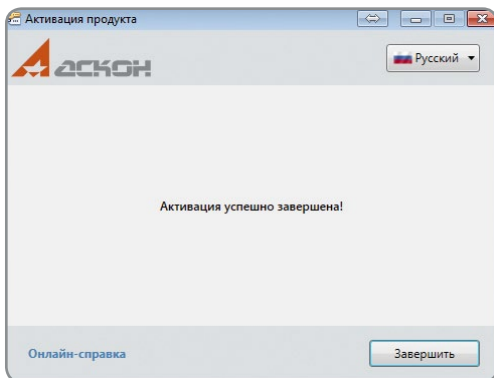 Активация продукта
АСКОН
Русский
Активация успешно завершена!
Онлайн-справка
Завершить